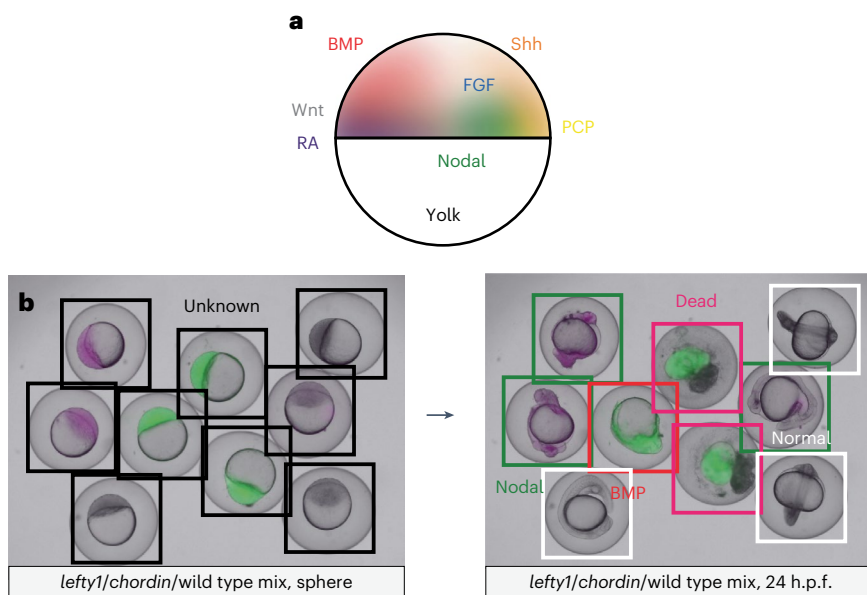 a
BMP
Shh
FGF
Wnt
PCP
RA
Nodal
Yolk
b
Unknown
lefty1/chordin/wild type mix, sphere
Dead
Normal
Nodal
BMP
lefty1/chordin/wild type mix, 24 h.p.f.